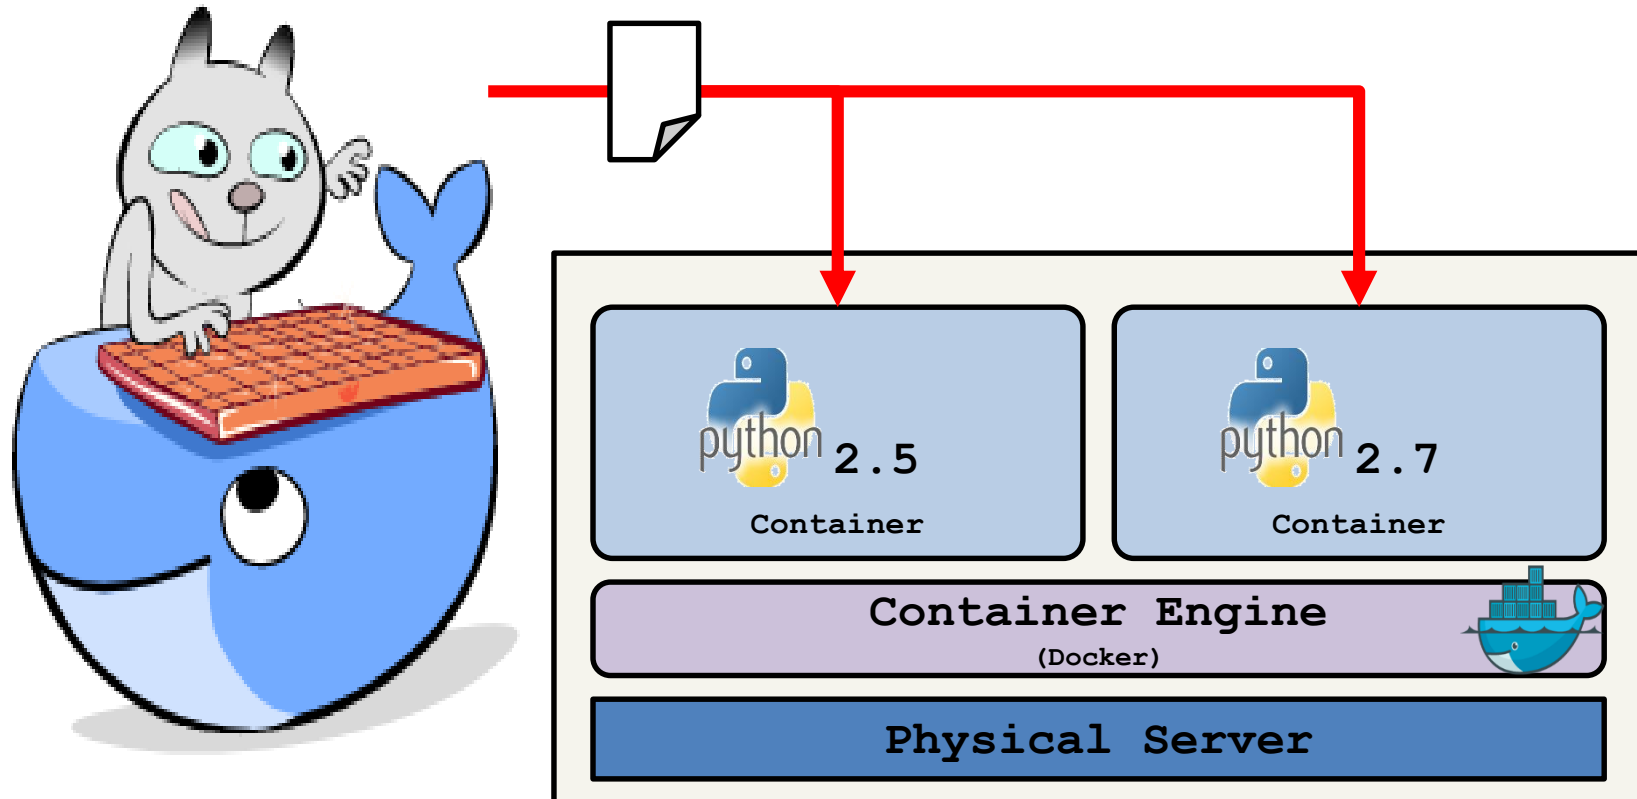 python 2.5
Container
python 2.7
Container
Container Engine
(Docker)
Physical Server